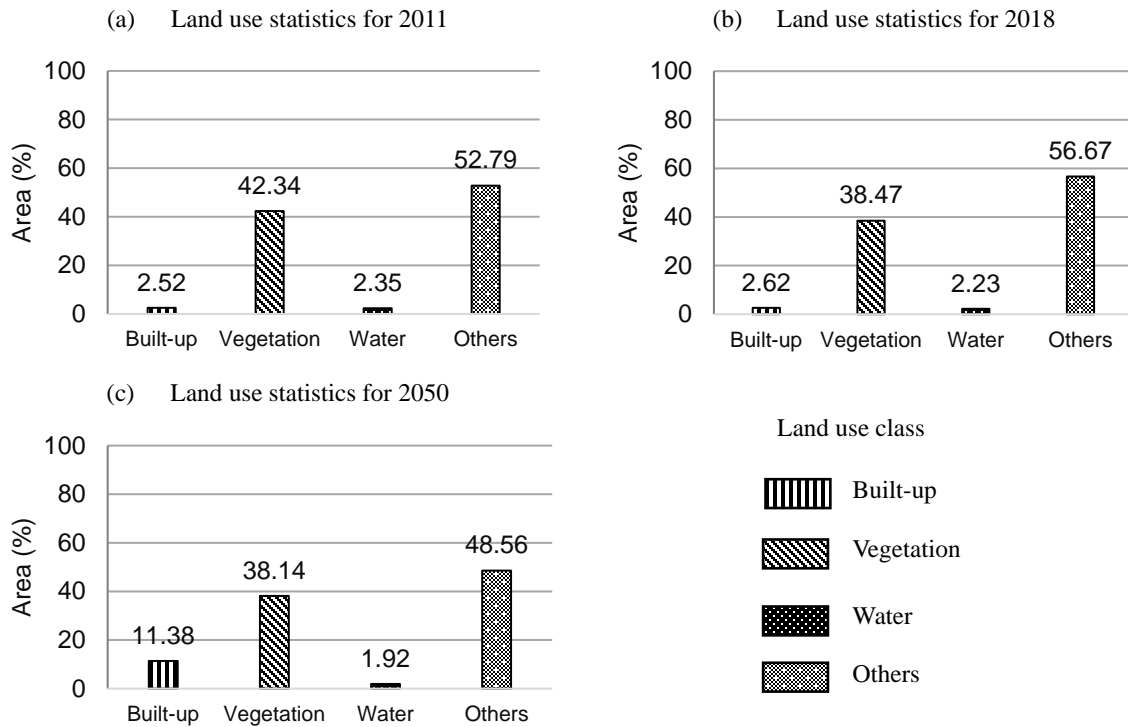 (a) Land use statistics for 2011
100
80
60
40
20
0
Area (%)
2.52
42.34
2.35
52.79
Built-up Vegetation Water Others
(b) Land use statistics for 2018
100
80
60
40
20
0
Area (%)
2.62
38.47
2.23
56.67
Built-up Vegetation Water Others
(c) Land use statistics for 2050
100
80
60
40
20
0
Area (%)
11.38
38.14
1.92
48.56
Built-up Vegetation Water Others
Land use class
Built-up
Vegetation
Water
Others